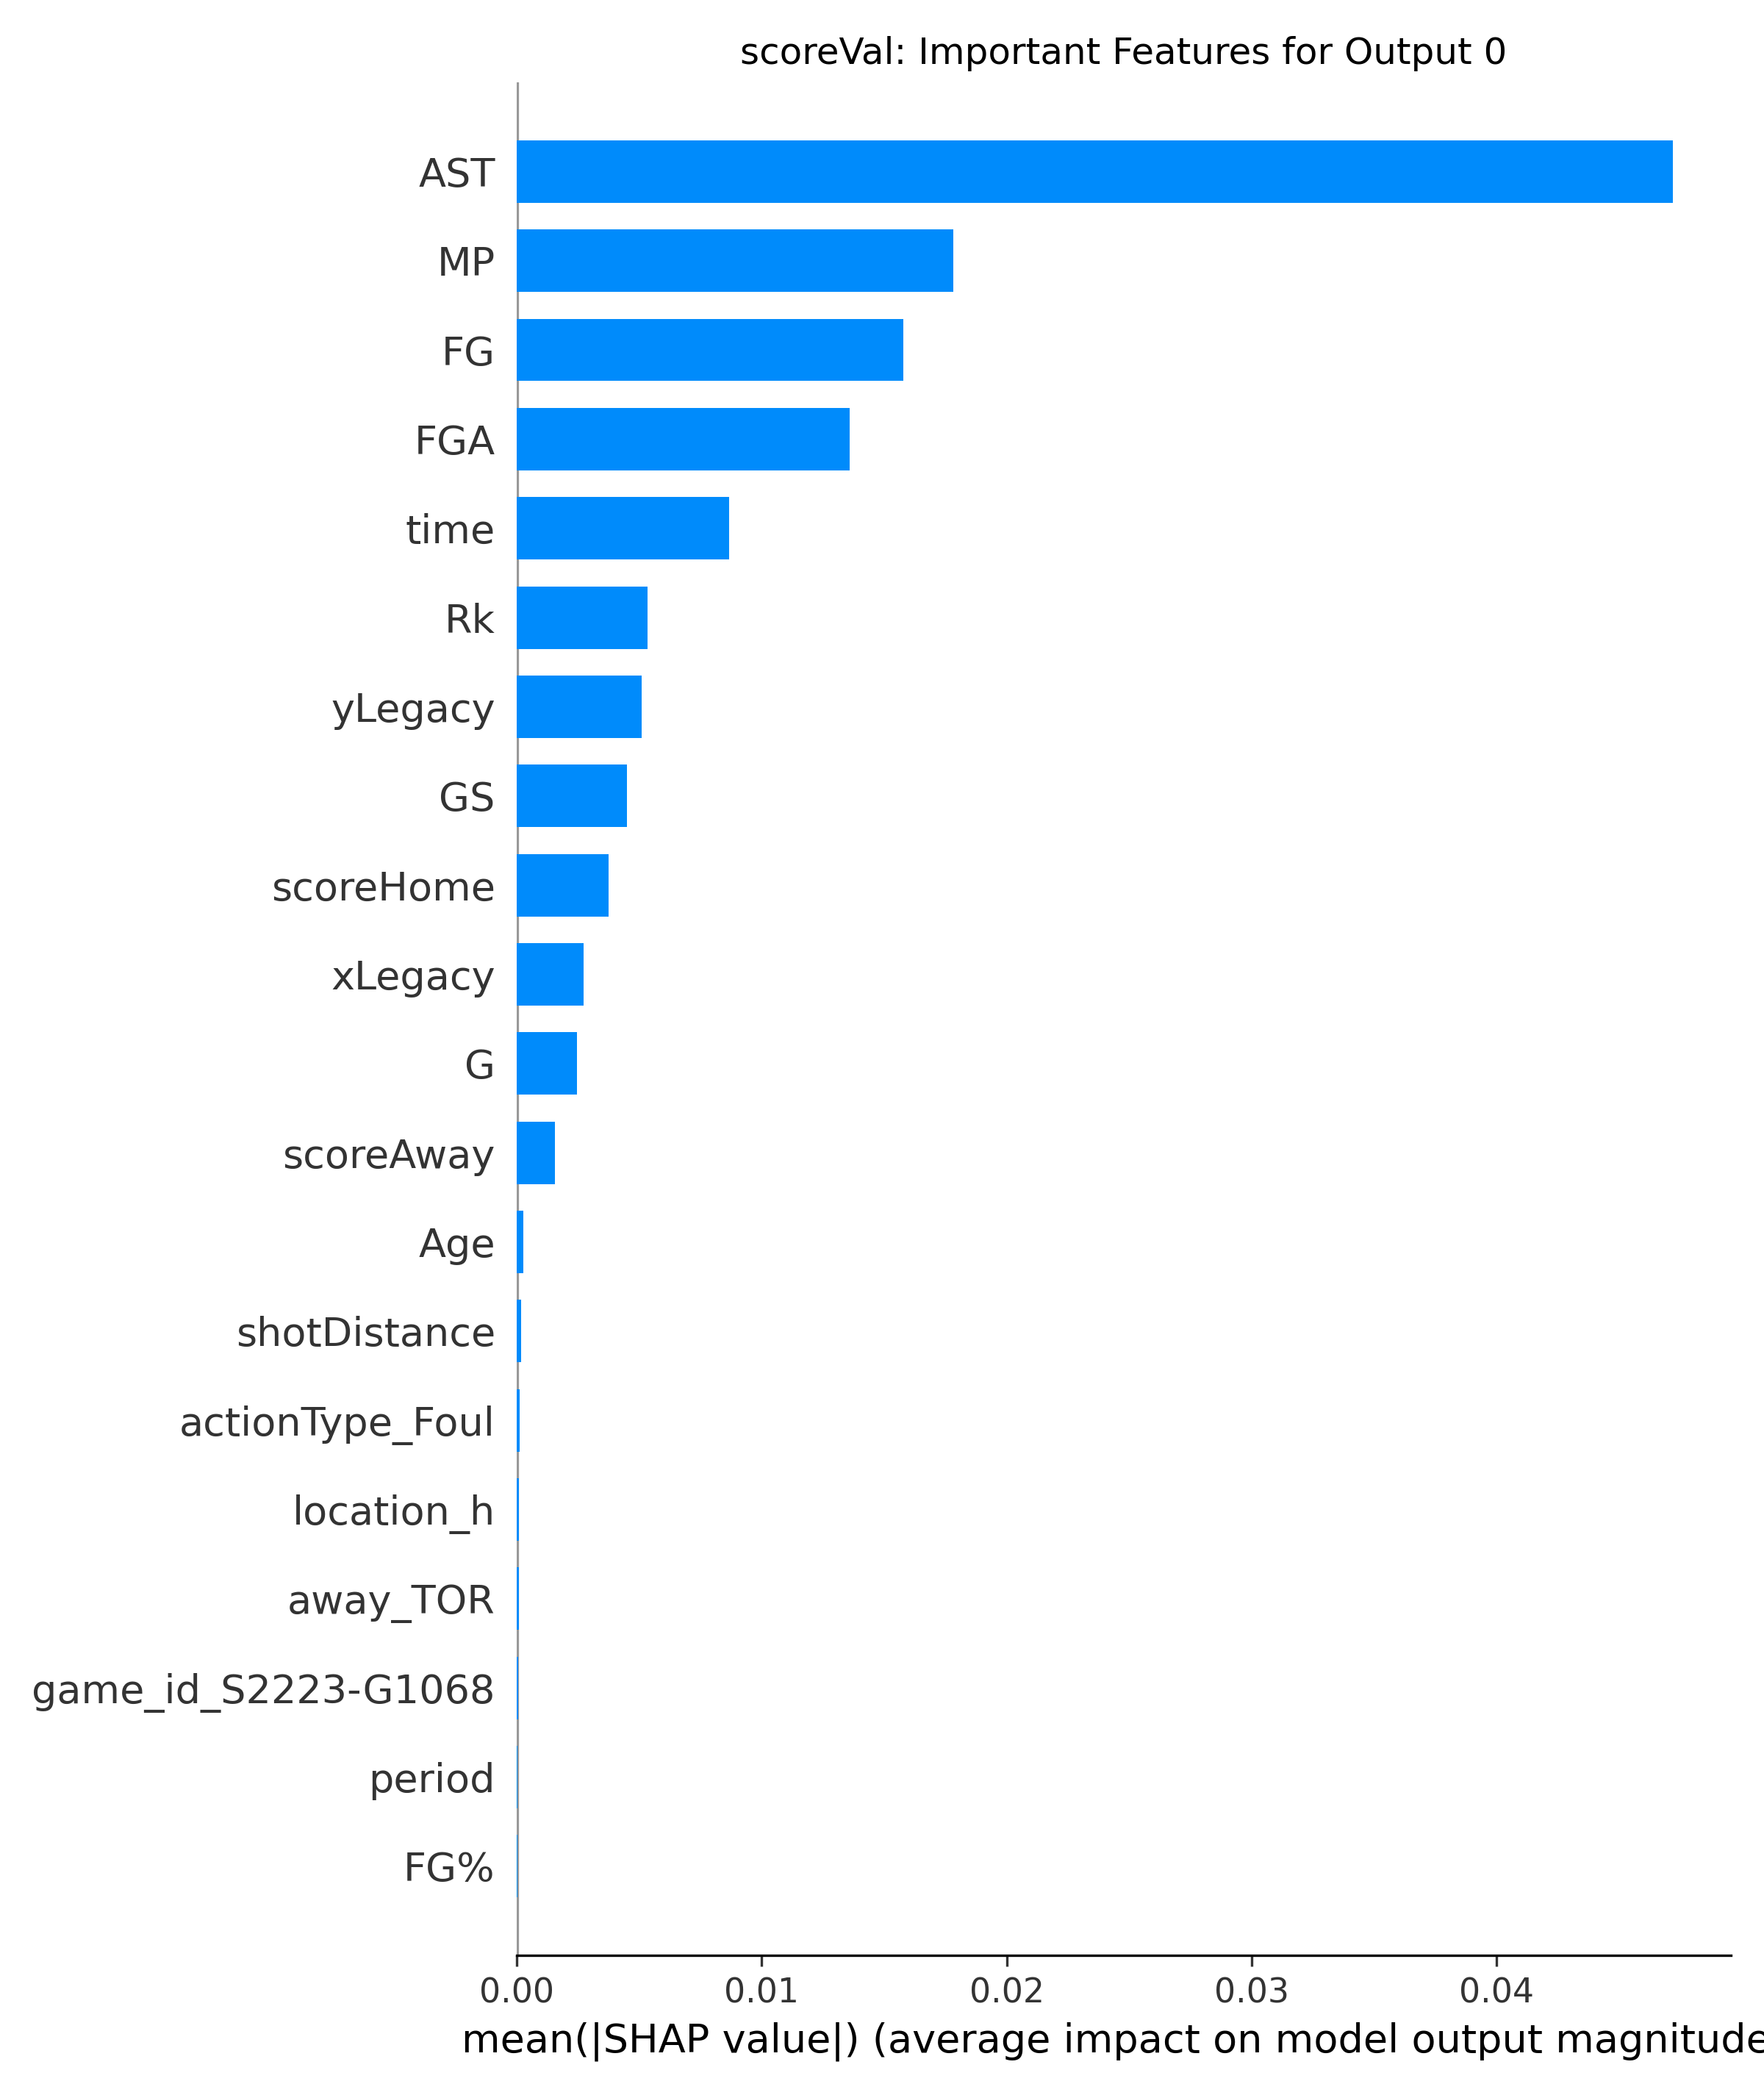 scoreVal: Important Features for Output 0
AST
MP
FG
FGA
time
Rk
yLegacy
GS
scoreHome
xLegacy
G
scoreAway
Age
shotDistance
actionType_Foul
location_h
away_TOR
game_id_S2223-G1068
period
FG%
0.00 0.01 0.02 0.03 0.04
mean(|SHAP value|) (average impact on model output magnitude